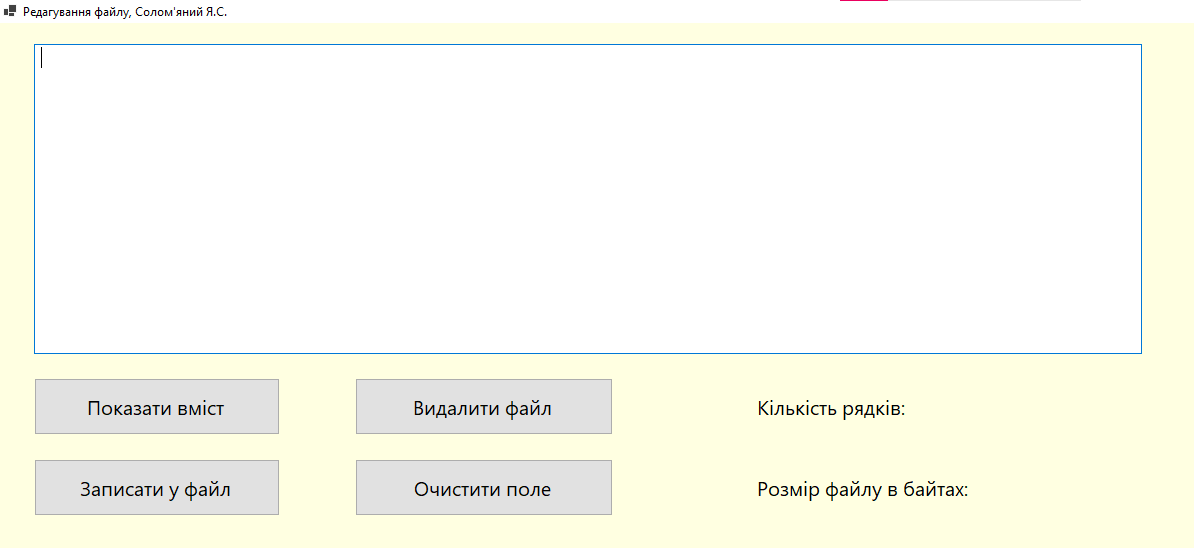 Редагування файлу, Солом'яний Я.С.
Показати вміст
Видалити файл
Кількість рядків:
Записати у файл
Очистити поле
Розмір файлу в байтах: